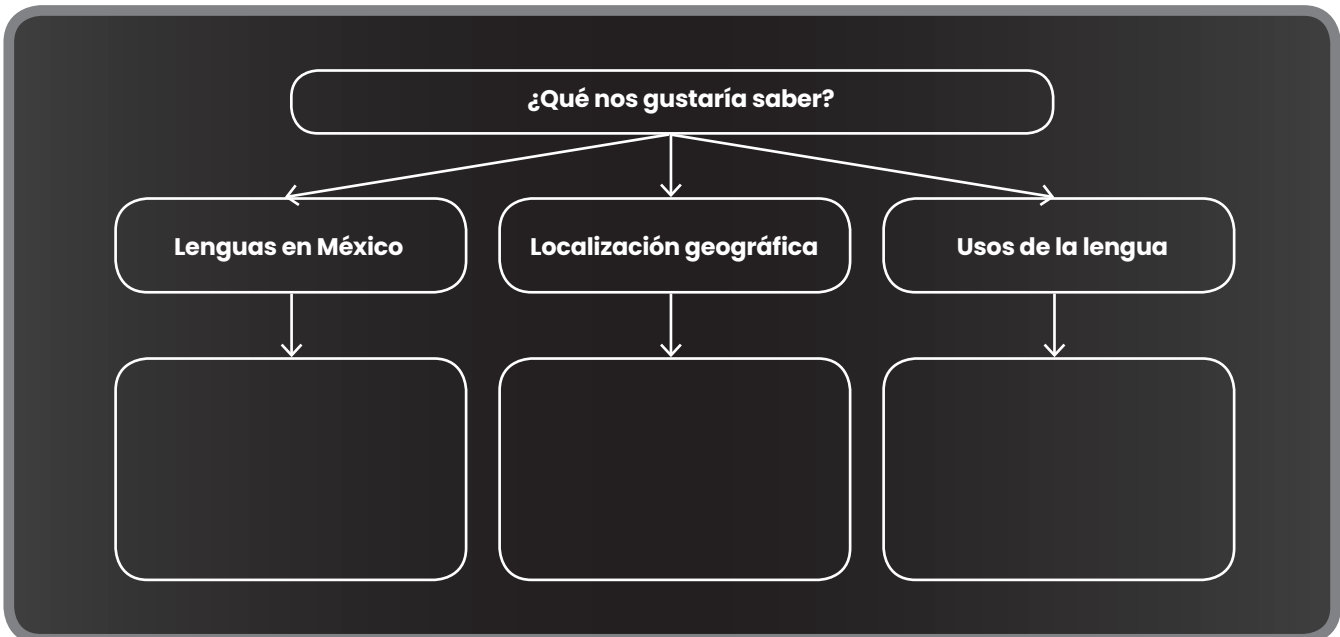 ¿Qué nos gustaría saber?
Lenguas en México
Localización geográfica
Usos de la lengua